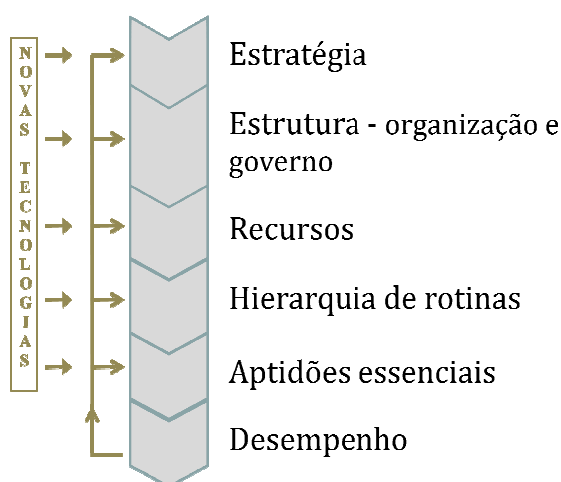 NOVAS TECNOLOGIAS
Estratégia
Estrutura - organização e
governo
Recursos
Hierarquia de rotinas
Aptidões essenciais
Desempenho